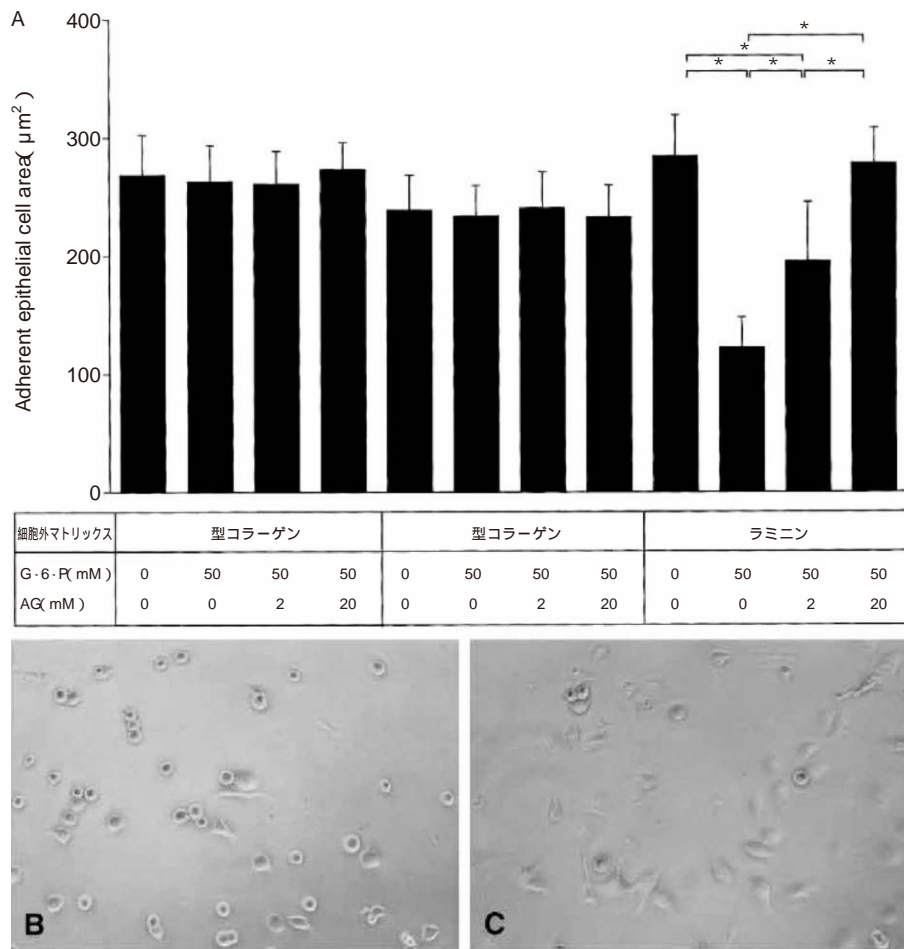 A
400
*
*
* * *
300
200
100
0
Adherent epithelial cell area( μm²)
細胞外マトリックス 型コラーゲン 型コラーゲン ラミニン
G‐6‐P( mM ) 0 50 50 50 0 50 50 50 0 50 50 50
AG( mM ) 0 0 2 20 0 0 2 20 0 0 2 20
B C